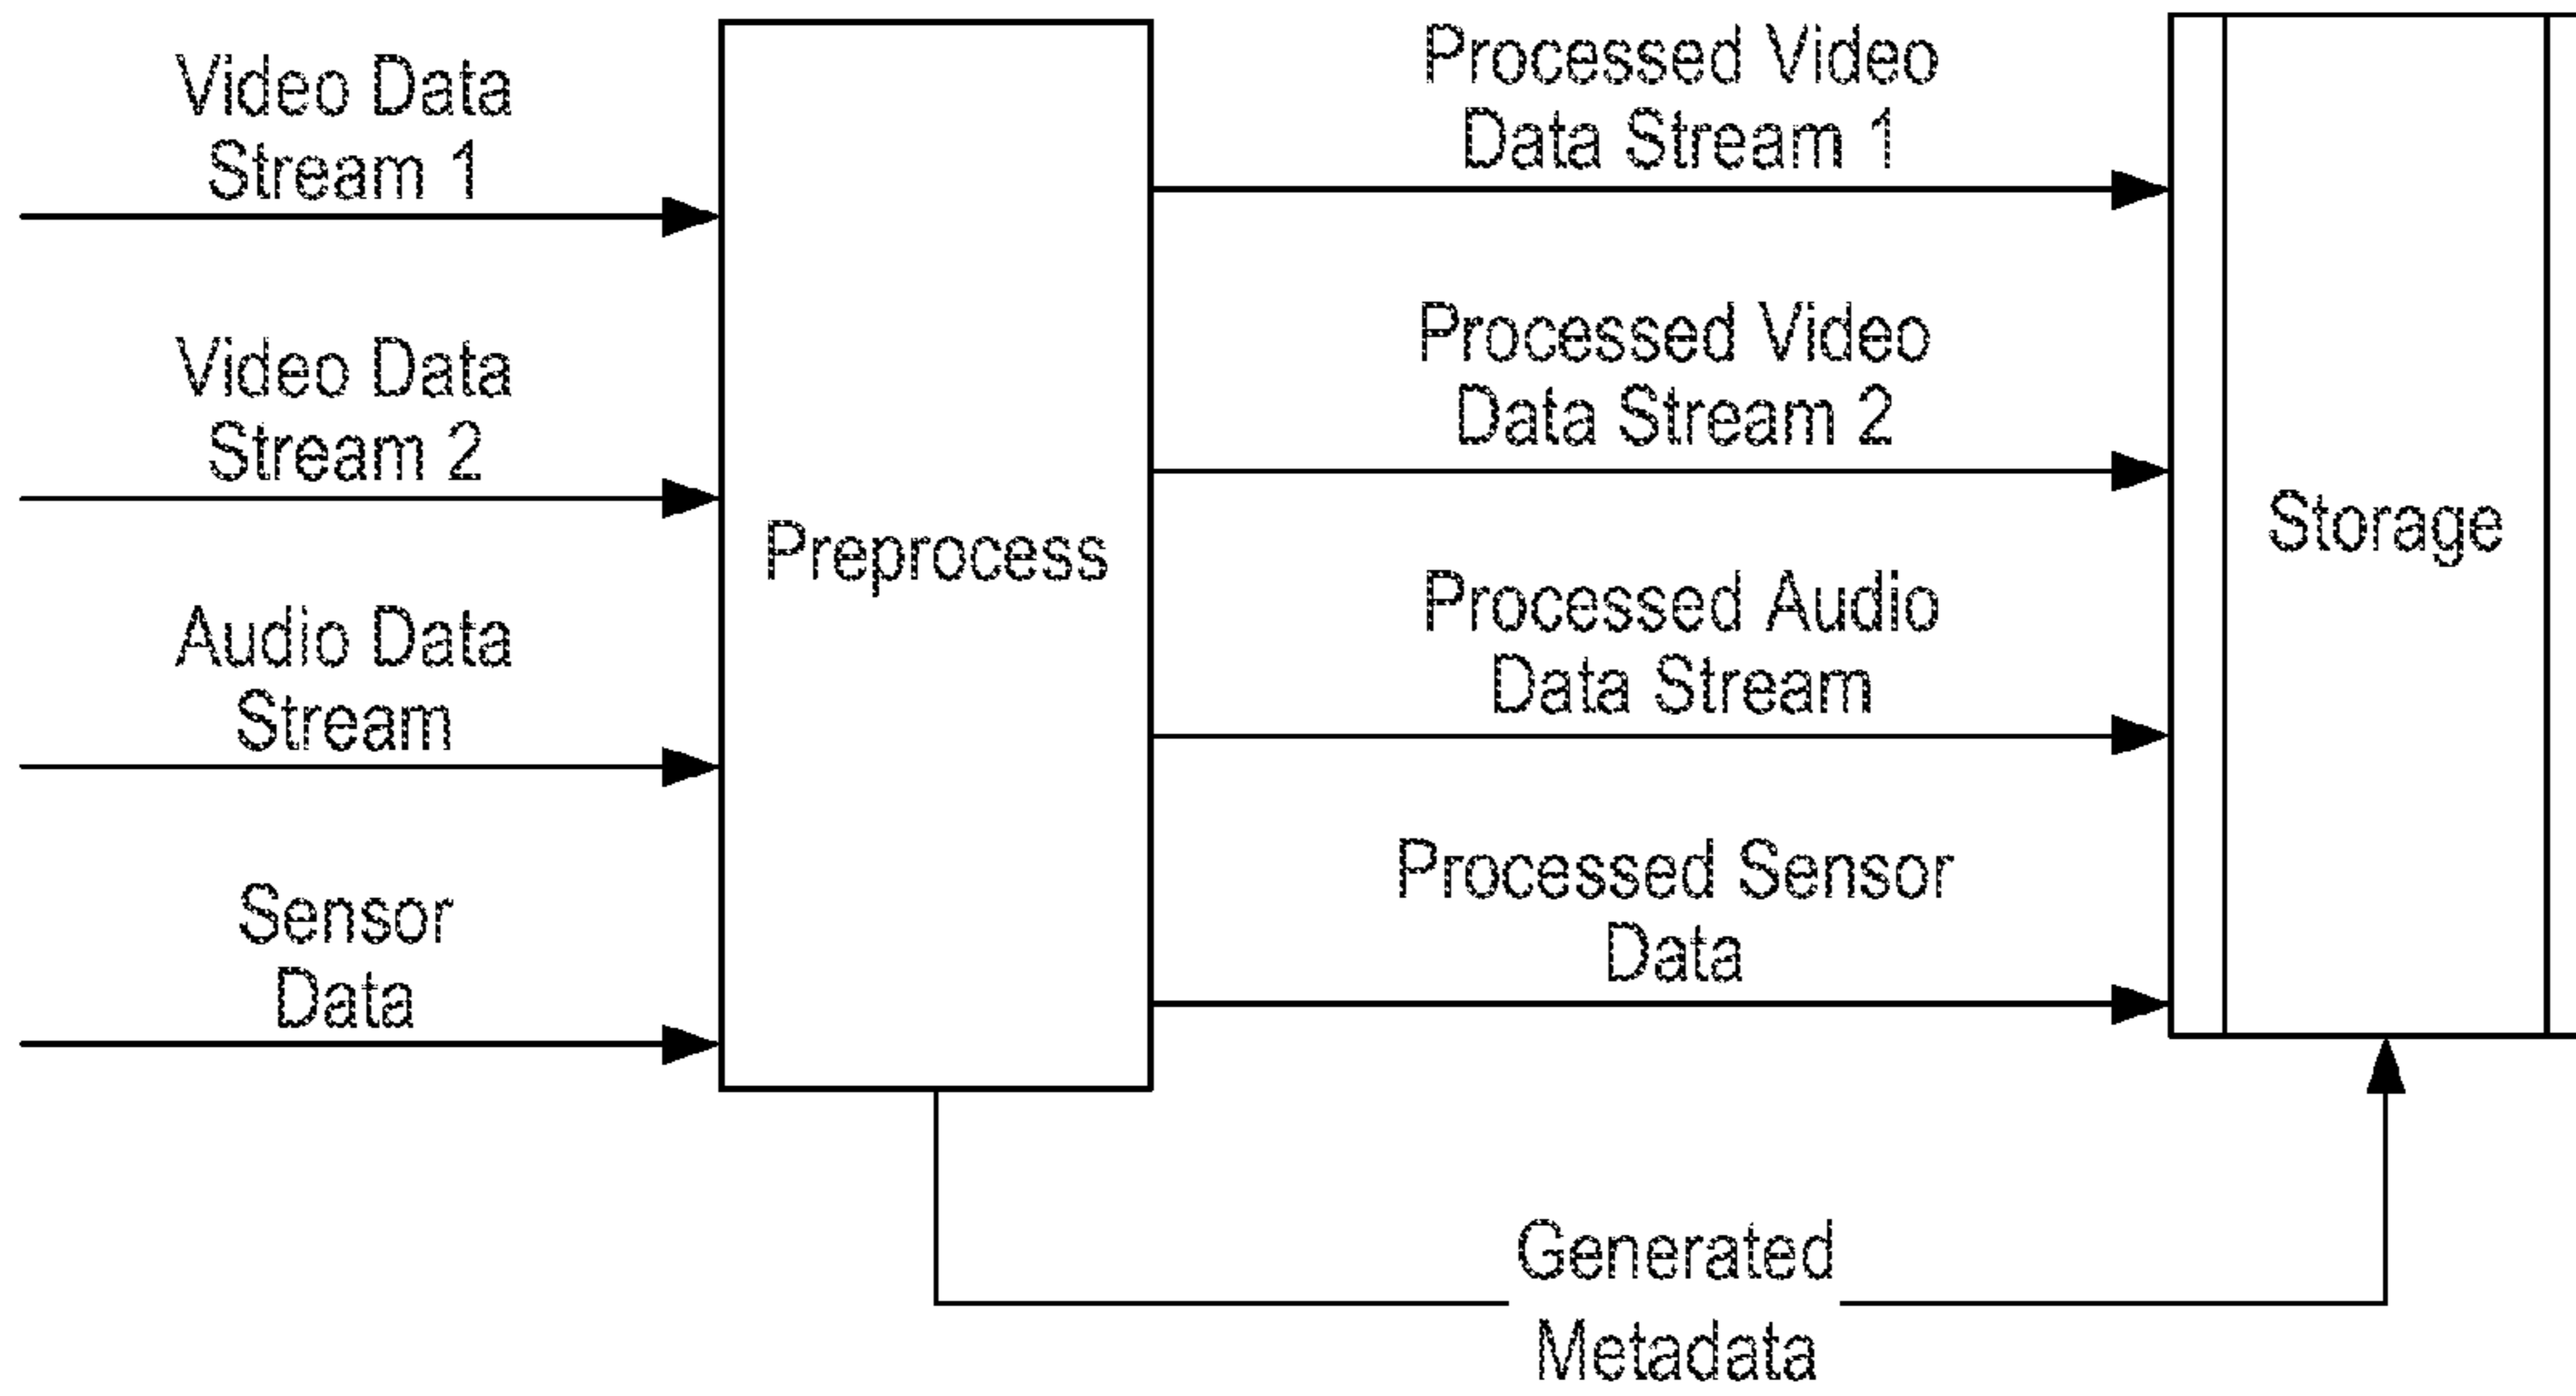 Video Data
Stream 1
Video Data
Stream 2
Audio Data
Stream
Sensor
Data
Preprocess
Processed Video
Data Stream 1
Processed Video
Data Stream 2
Processed Audio
Data Stream
Processed Sensor
Data
Storage
Generated
Metadata